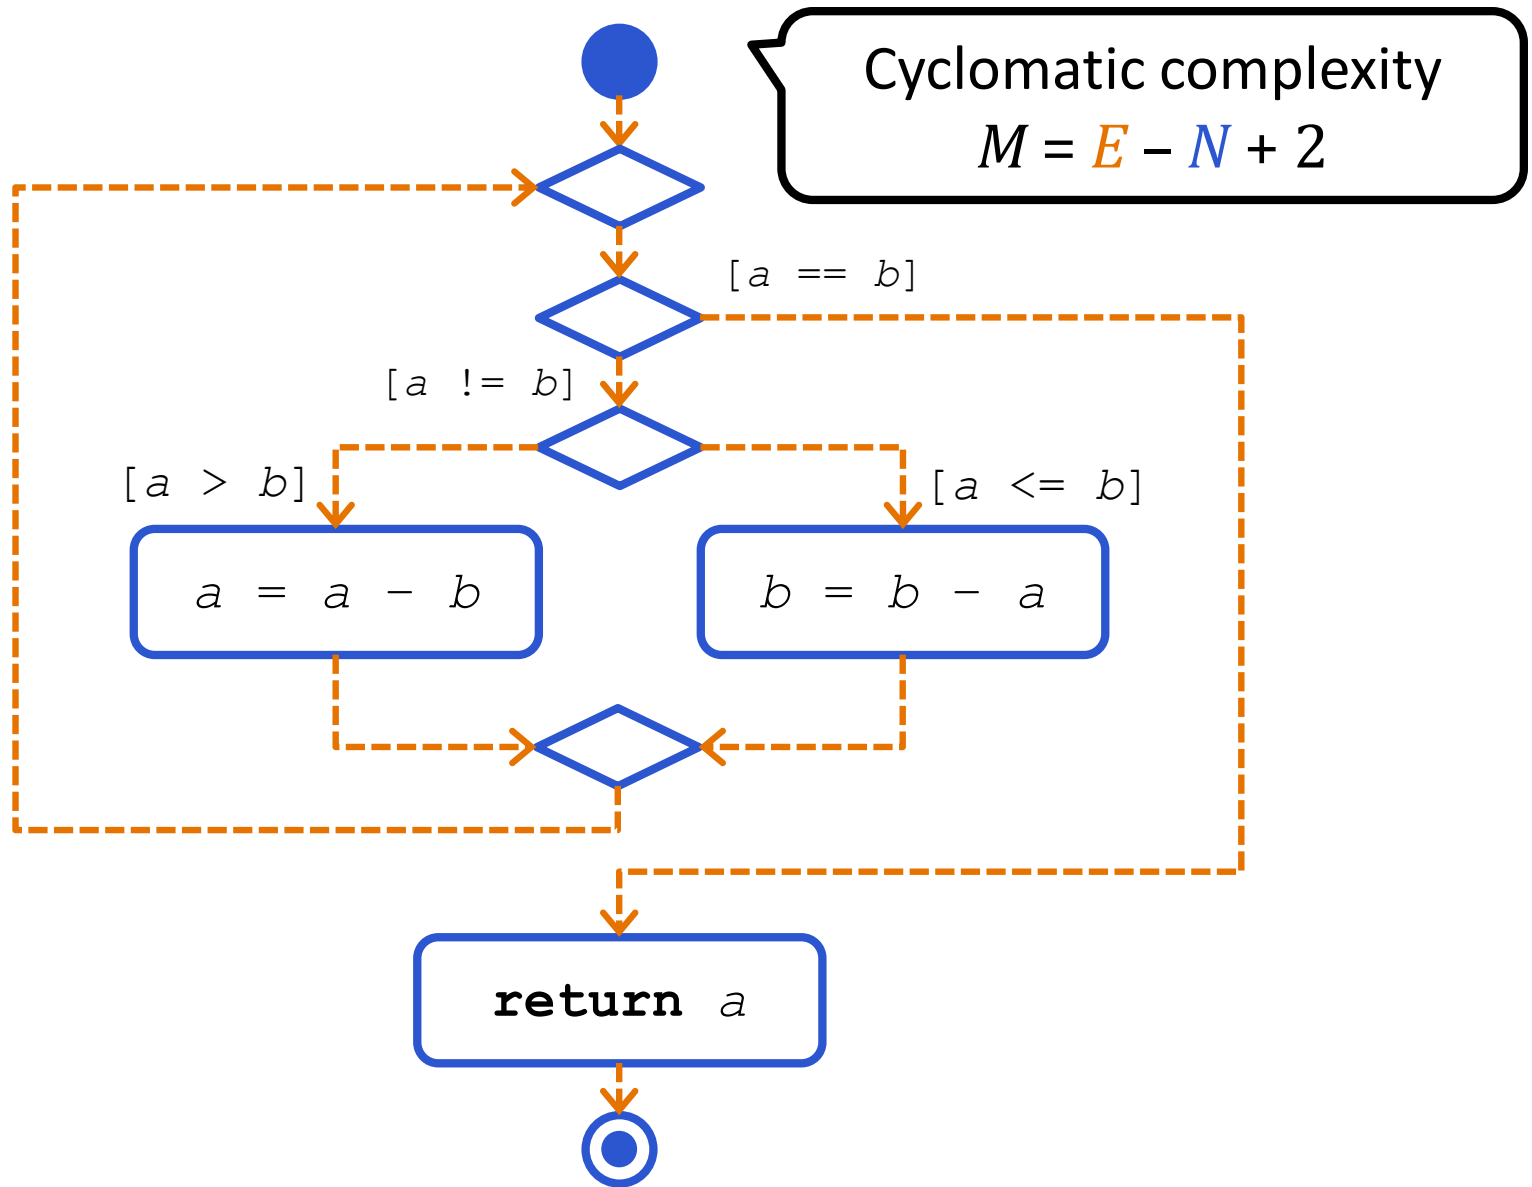 Cyclomatic complexity
M = E – N + 2
[a == b]
[a != b]
[a > b]
[a <= b]
a = a - b
b = b - a
return a